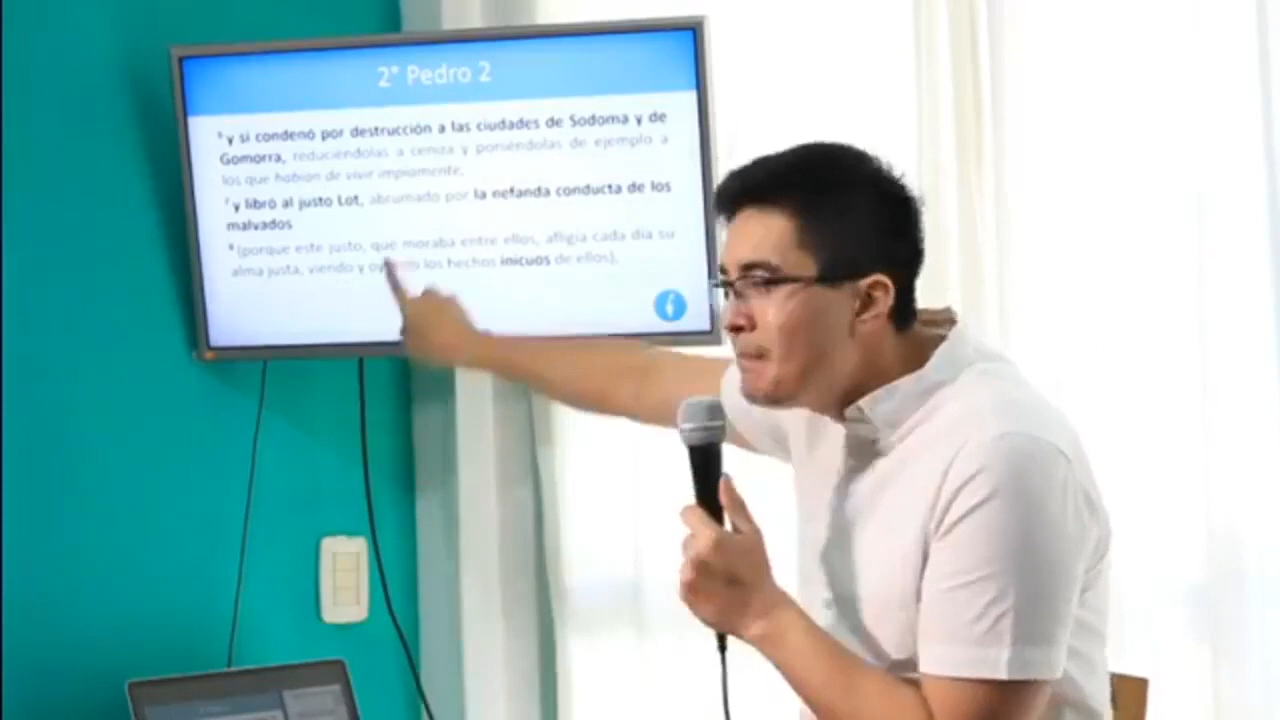 2° Pedro 2
⁶ y si condenó por destrucción a las ciudades de Sodoma y de
Gomorra, reduciéndolas a ceniza y poniéndolas de ejemplo a
los que habían de vivir impíamente,
⁷ y libró al justo Lot, abrumado por la nefanda conducta de los
malvados
⁸ (porque este justo, que moraba entre ellos, afligía cada día su
alma justa, viendo y los hechos inicuos de ellos),